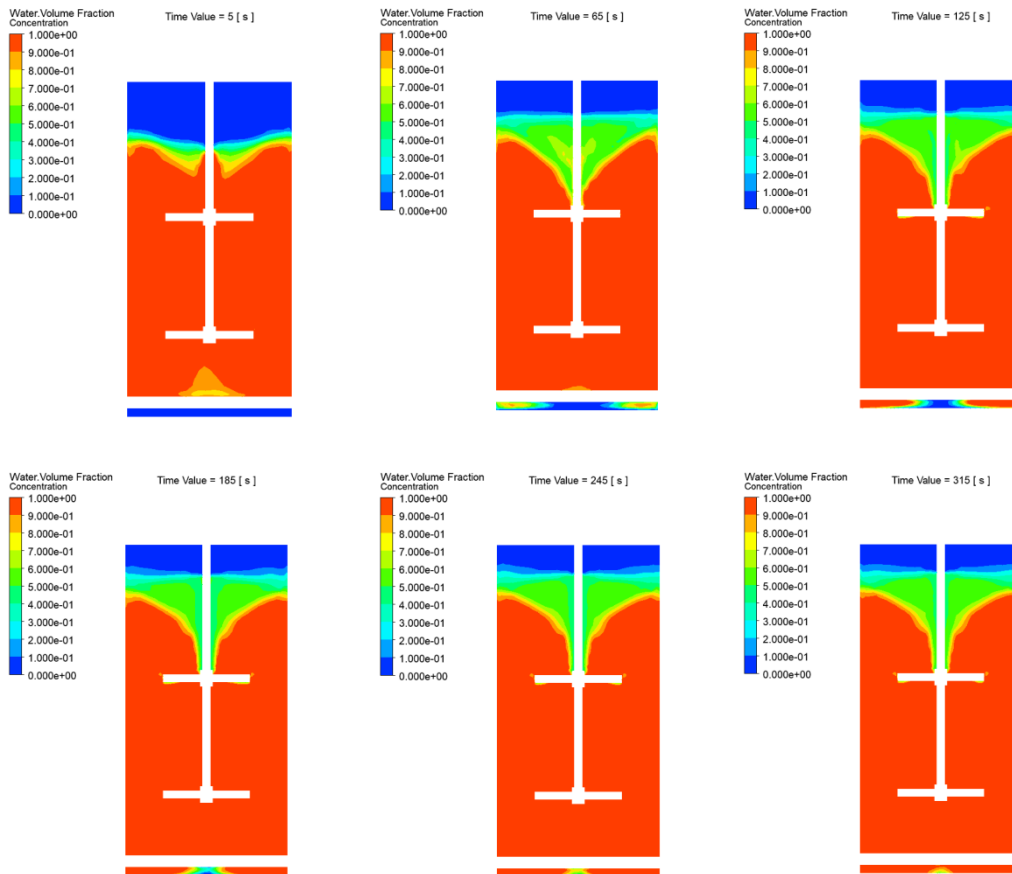 Water.Volume Fraction
Concentration
Time Value = 5 [ s ]
1.000e+00
9.000e-01
8.000e-01
7.000e-01
6.000e-01
5.000e-01
4.000e-01
3.000e-01
2.000e-01
1.000e-01
0.000e+00
Water.Volume Fraction
Concentration
Time Value = 65 [ s ]
1.000e+00
9.000e-01
8.000e-01
7.000e-01
6.000e-01
5.000e-01
4.000e-01
3.000e-01
2.000e-01
1.000e-01
0.000e+00
Water.Volume Fraction
Concentration
Time Value = 125 [ s ]
1.000e+00
9.000e-01
8.000e-01
7.000e-01
6.000e-01
5.000e-01
4.000e-01
3.000e-01
2.000e-01
1.000e-01
0.000e+00
Water.Volume Fraction
Concentration
Time Value = 185 [ s ]
1.000e+00
9.000e-01
8.000e-01
7.000e-01
6.000e-01
5.000e-01
4.000e-01
3.000e-01
2.000e-01
1.000e-01
0.000e+00
Water.Volume Fraction
Concentration
Time Value = 245 [ s ]
1.000e+00
9.000e-01
8.000e-01
7.000e-01
6.000e-01
5.000e-01
4.000e-01
3.000e-01
2.000e-01
1.000e-01
0.000e+00
Water.Volume Fraction
Concentration
Time Value = 315 [ s ]
1.000e+00
9.000e-01
8.000e-01
7.000e-01
6.000e-01
5.000e-01
4.000e-01
3.000e-01
2.000e-01
1.000e-01
0.000e+00